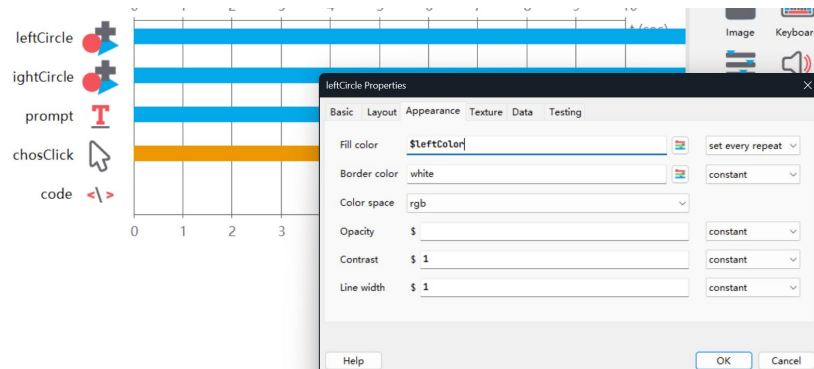 t (sec)
Image Keyboar
leftCircle
ightCircle
prompt T
chosClick
code </>
0 1 2 3
leftCircle Properties
Basic Layout Appearance Texture Data Testing
Fill color $leftColor set every repeat
Border color white constant
Color space rgb
Opacity $ constant
Contrast $ 1 constant
Line width $ 1 constant
Help OK Cancel